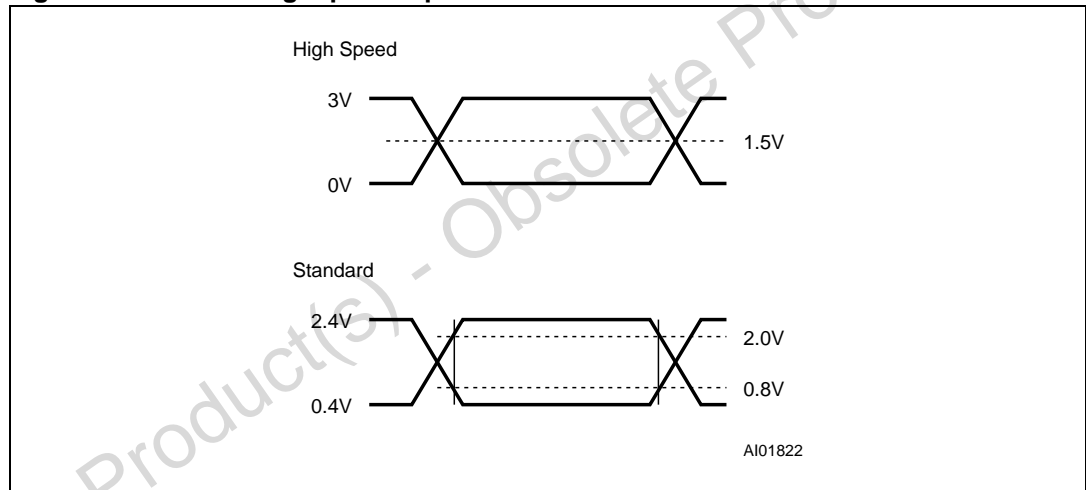 High Speed
3V
1.5V
0V
Standard
2.4V
2.0V
0.8V
0.4V
AI01822
Product(s) - Obsolete Pro